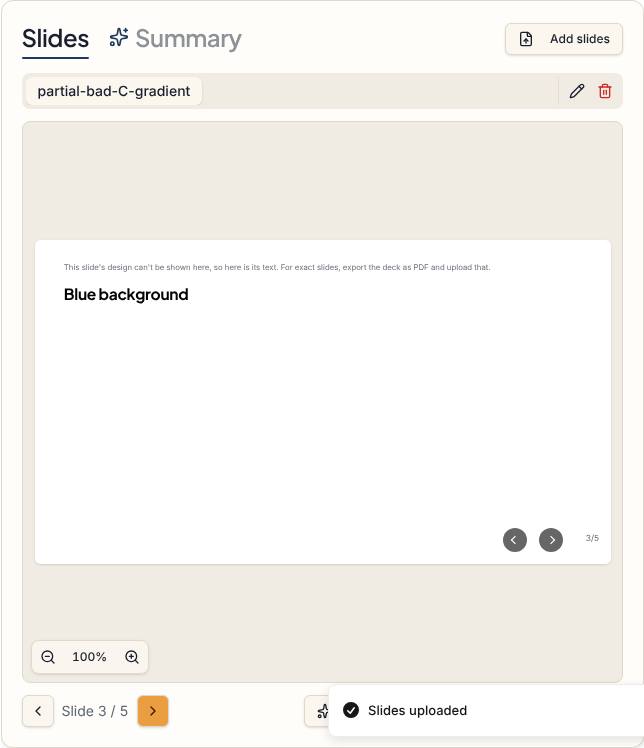 Slides
Summary
Add slides
partial-bad-C-gradient
This slide's design can't be shown here, so here is its text. For exact slides, export the deck as PDF and upload that.
Blue background
3/5
100%
Slide 3 / 5
Slides uploaded